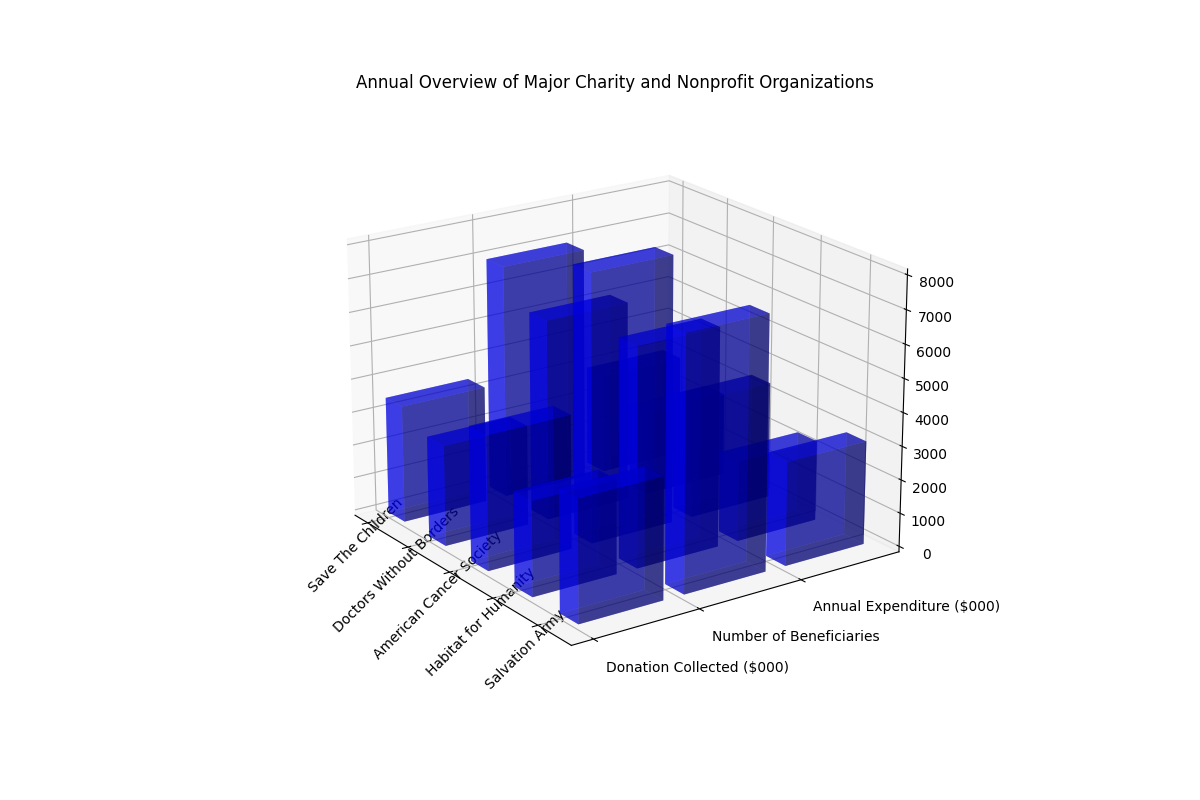 Annual Overview of Major Charity and Nonprofit Organizations
8000
7000
6000
5000
4000
3000
2000
1000
0
Save The Children
Doctors Without Borders
American Cancer Society
Habitat for Humanity
Salvation Army
Annual Expenditure ($000)
Number of Beneficiaries
Donation Collected ($000)